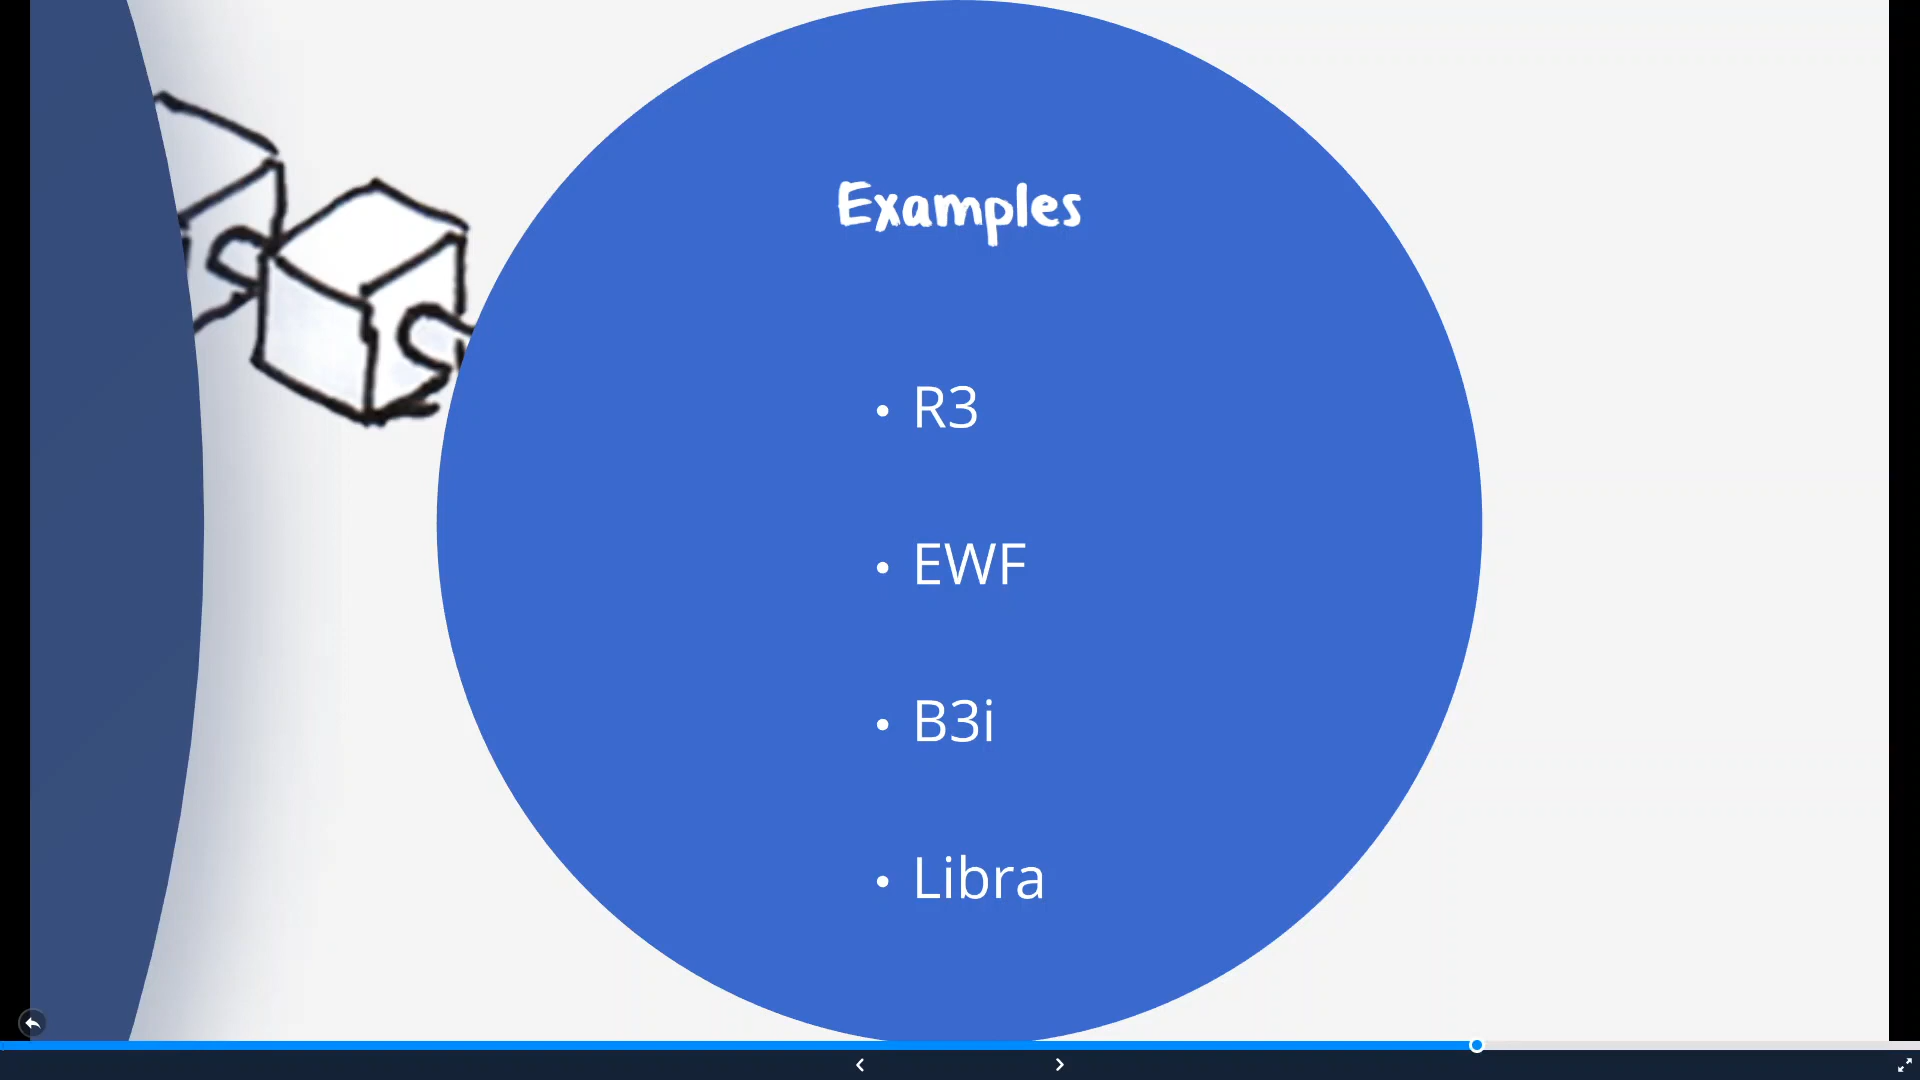 Examples
• R3
• EWF
• B3i
• Libra